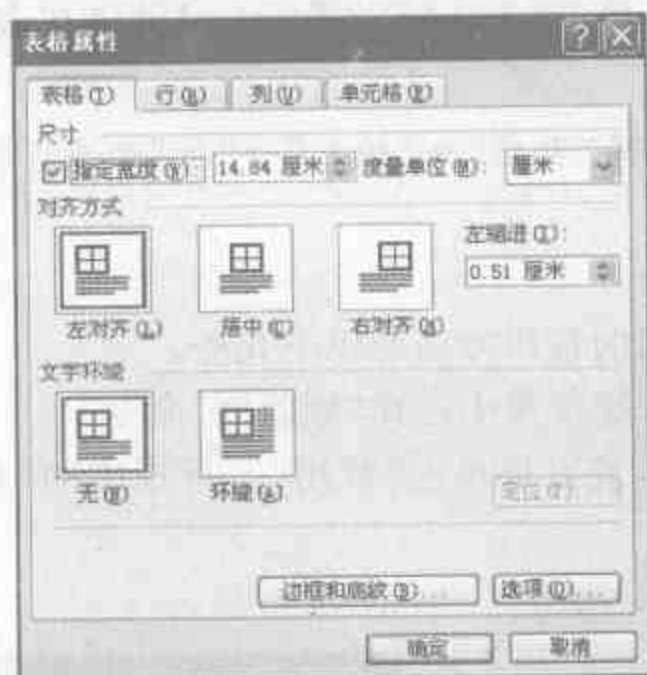 表格属性
表格(T) 行(R) 列(U) 单元格(E)
尺寸
指定宽度(W): 14.84 厘米 度量单位(M): 厘米
对齐方式
左缩进(I):
0.51 厘米
左对齐(L) 居中(C) 右对齐(H)
文字环绕
无(N) 环绕(A) 定位(P)...
边框和底纹(B)... 选项(O)...
确定 取消